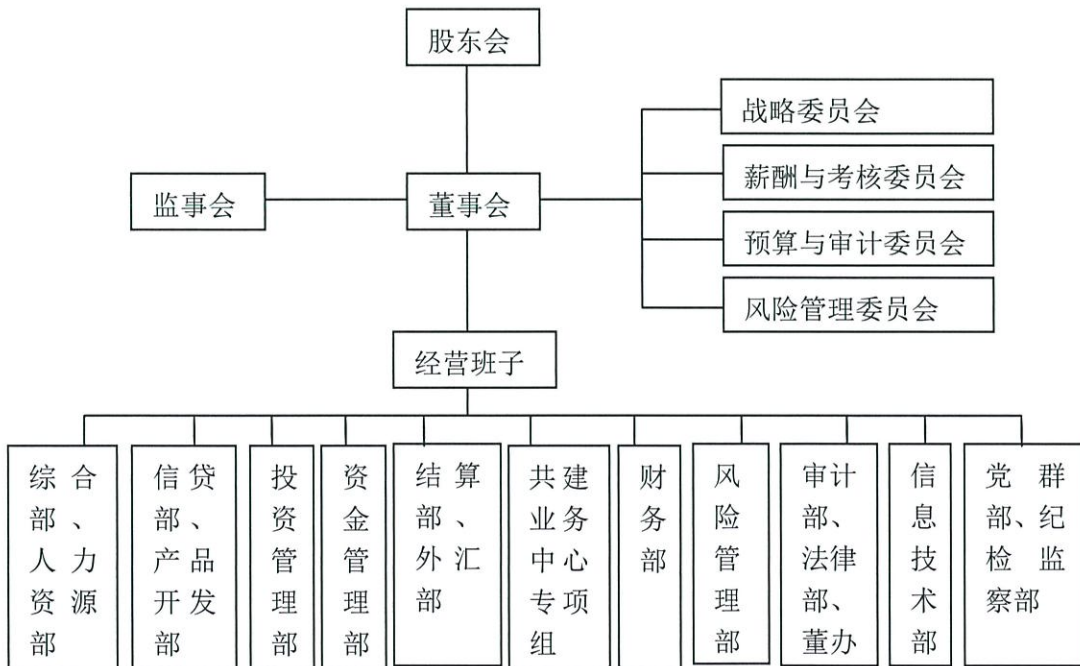 股东会
战略委员会
薪酬与考核委员会
监事会
董事会
预算与审计委员会
风险管理委员会
经营班子
综合
部、
人力
资源
部
信贷
部、
产品
开发
部
投
资
管
理
部
资
金
管
理
部
结算
部、
外汇
部
共建
业务
中心
专项
组
财
务
部
风
险
管
理
部
审计
部、
法律
部、
董办
信
息
技
术
部
党群
部、纪
检监
察部